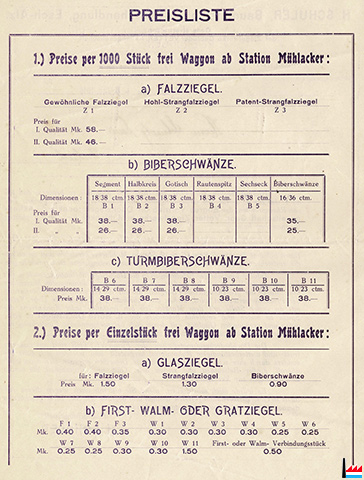 PREISLISTE
1.) Preise per 1000 Stück frei Waggon ab Station Mühlacker:
a) FALZZIEGEL.
Gewöhnliche Falzziegel Hohl-Strangfalzziegel Patent-Strangfalzziegel
Z 1 Z 2 Z 3
Preis für
I. Qualität Mk. 58.—
II. Qualität Mk. 46.—
b) BIBERSCHWÄNZE.
Segment Halbkreis Gotisch Rautenspitz Sechseck Biberschwänze
Dimensionen: 18/38 ctm. 18/38 ctm. 18/38 ctm. 18/38 ctm. 18/38 ctm. 16/36 ctm.
B 1 B 2 B 3 B 4 B 5
Preis für
I. Qualität Mk. 38.— 38.— 38.— 35.—
II. „ „ 26.— 26.— 26.— 25.—
c) TURMBIBERSCHWÄNZE.
B 6 B 7 B 8 B 9 B 10 B 11
Dimensionen: 14/29 ctm. 14/29 ctm. 14/29 ctm. 10/23 ctm. 10/23 ctm. 10/23 ctm.
Preis Mk. 38.— 38.— 38.— 38.— 38.— 38.—
2.) Preise per Einzelstück frei Waggon ab Station Mühlacker:
a) GLASZIEGEL.
für: Falzziegel Strangfalzziegel Biberschwänze
Preis Mk. 1.50 1.30 0.90
b) FIRST- WALM- ODER GRATZIEGEL.
F 1 F 2 F 3 W 1 W 2 W 3 W 4 W 5 W 6
Mk. 0.40 0.40 0.35 0.30 0.30 0.30 0.30 0.25 0.25
W 7 W 8 W 9 W 10 W 11 First- oder Walm- Verbindungsstück
Mk. 0.25 0.25 0.30 0.30 1.50 0.50